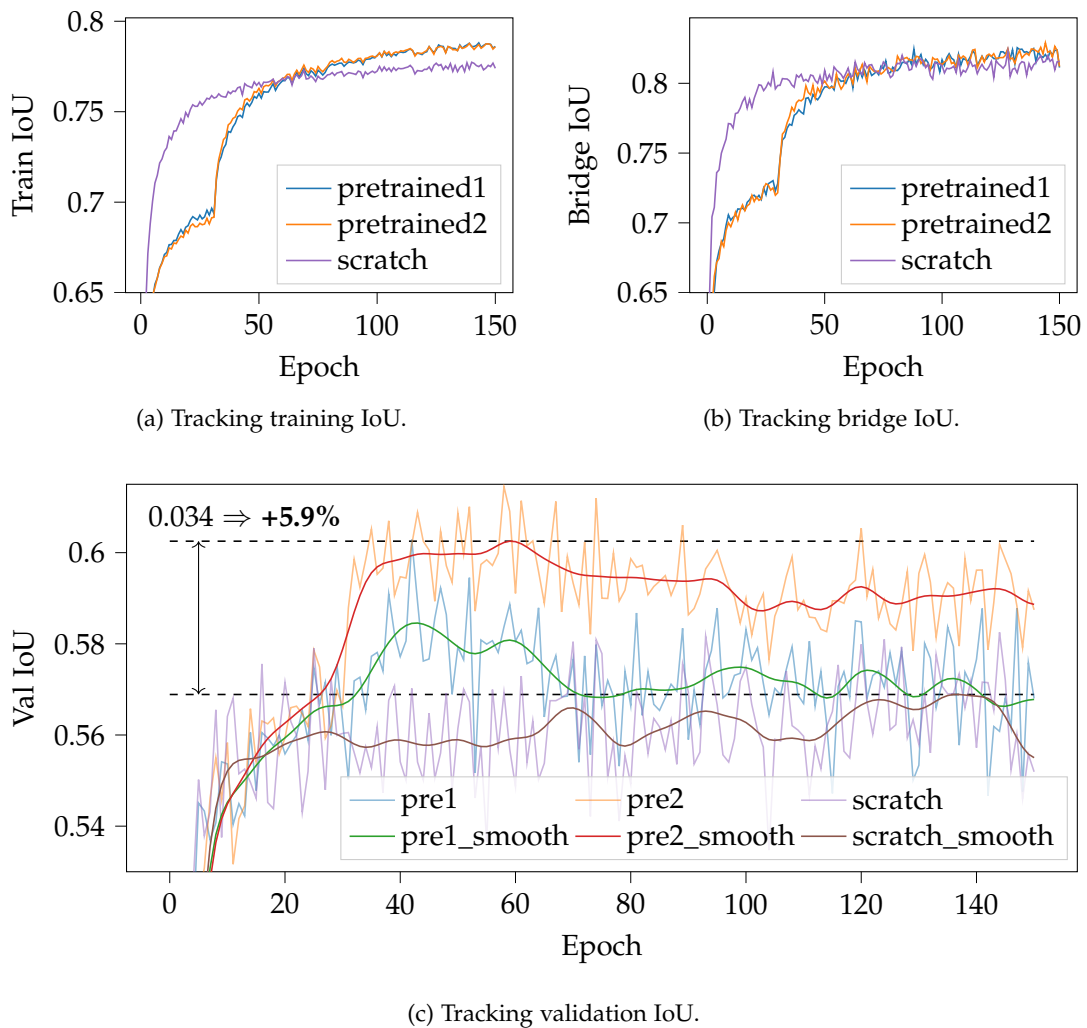 0.8
0.75
0.7
0.65
Train IoU
pretrained1
pretrained2
scratch
0 50 100 150
Epoch
(a) Tracking training IoU.
0.8
0.75
0.7
0.65
Bridge IoU
pretrained1
pretrained2
scratch
0 50 100 150
Epoch
(b) Tracking bridge IoU.
0.034 ⇒ +5.9%
0.6
0.58
0.56
0.54
Val IoU
pre1 pre2 scratch
pre1_smooth pre2_smooth scratch_smooth
0 20 40 60 80 100 120 140
Epoch
(c) Tracking validation IoU.